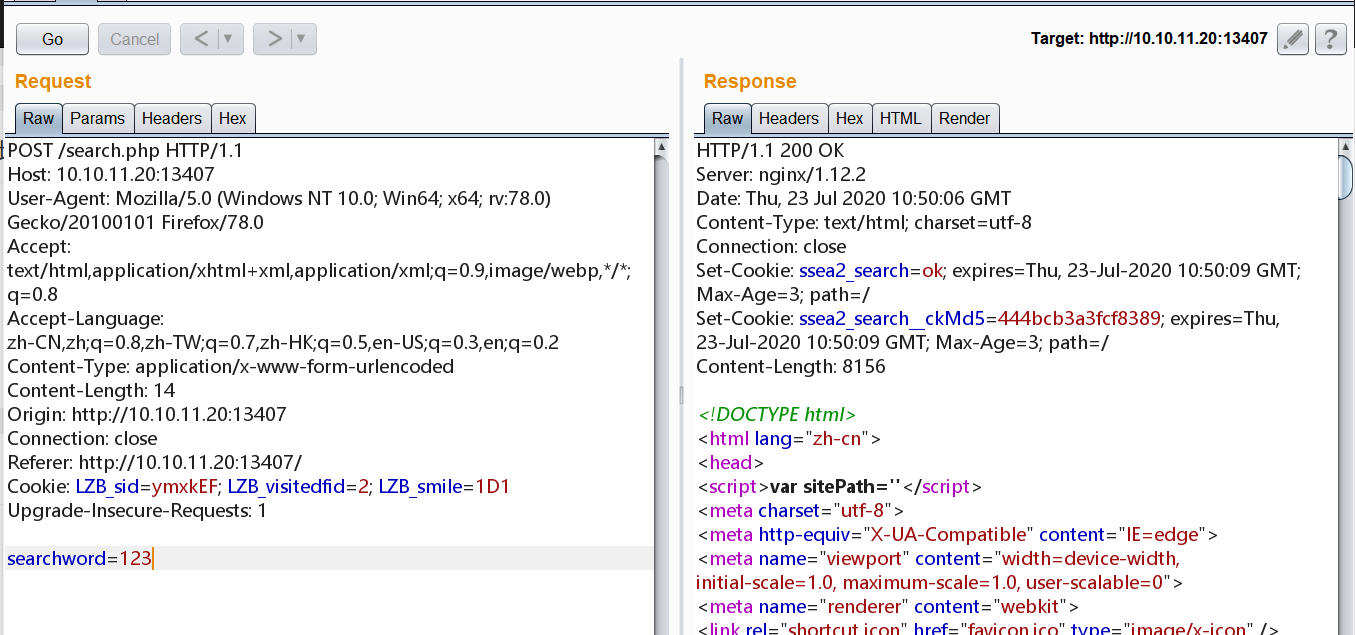 Go
Cancel
<
>
Target: http://10.10.11.20:13407
?
Request
Raw
Params
Headers
Hex
POST /search.php HTTP/1.1
Host: 10.10.11.20:13407
User-Agent: Mozilla/5.0 (Windows NT 10.0; Win64; x64; rv:78.0)
Gecko/20100101 Firefox/78.0
Accept:
text/html,application/xhtml+xml,application/xml;q=0.9,image/webp,*/*;
q=0.8
Accept-Language:
zh-CN,zh;q=0.8,zh-TW;q=0.7,zh-HK;q=0.5,en-US;q=0.3,en;q=0.2
Content-Type: application/x-www-form-urlencoded
Content-Length: 14
Origin: http://10.10.11.20:13407
Connection: close
Referer: http://10.10.11.20:13407/
Cookie: LZB_sid=ymxkEF; LZB_visitedfid=2; LZB_smile=1D1
Upgrade-Insecure-Requests: 1
searchword=123
Response
Raw
Headers
Hex
HTML
Render
HTTP/1.1 200 OK
Server: nginx/1.12.2
Date: Thu, 23 Jul 2020 10:50:06 GMT
Content-Type: text/html; charset=utf-8
Connection: close
Set-Cookie: ssea2_search=ok; expires=Thu, 23-Jul-2020 10:50:09 GMT;
Max-Age=3; path=/
Set-Cookie: ssea2_search__ckMd5=444bcb3a3fcf8389; expires=Thu,
23-Jul-2020 10:50:09 GMT; Max-Age=3; path=/
Content-Length: 8156
<!DOCTYPE html>
<html lang="zh-cn">
<head>
<script>var sitePath=''</script>
<meta charset="utf-8">
<meta http-equiv="X-UA-Compatible" content="IE=edge">
<meta name="viewport" content="width=device-width,
initial-scale=1.0, maximum-scale=1.0, user-scalable=0">
<meta name="renderer" content="webkit">
<link rel="shortcut icon" href="favicon.ico" type="image/x-icon" />